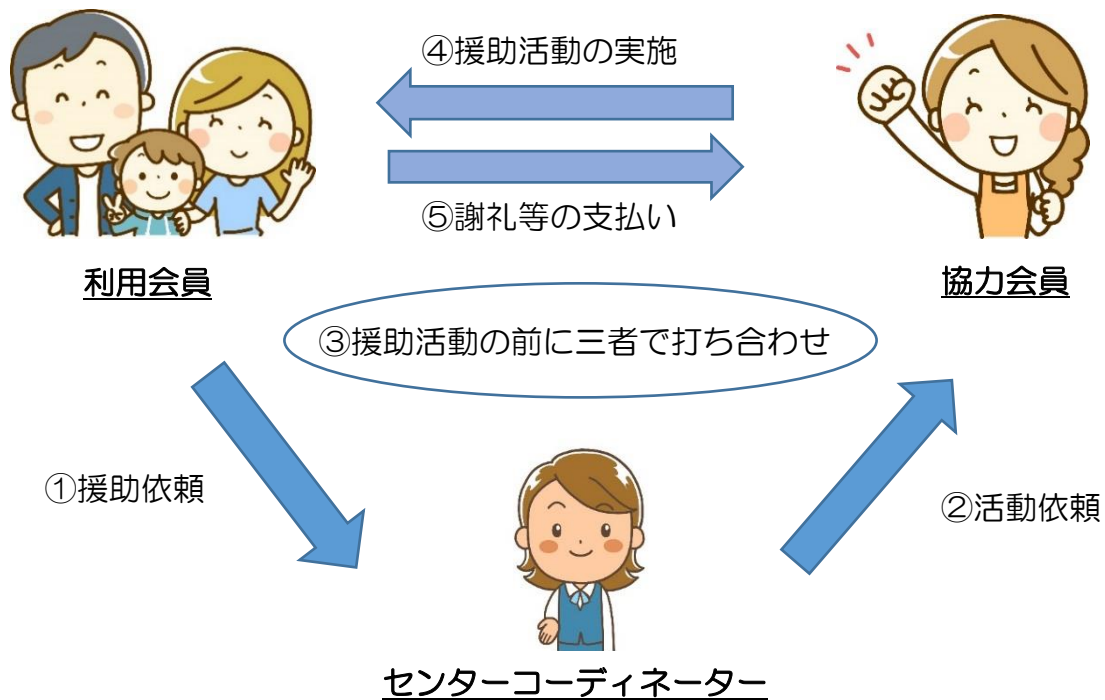 ④援助活動の実施
⑤謝礼等の支払い
利用会員
協力会員
③援助活動の前に三者で打ち合わせ
①援助依頼
②活動依頼
センターコーディネーター